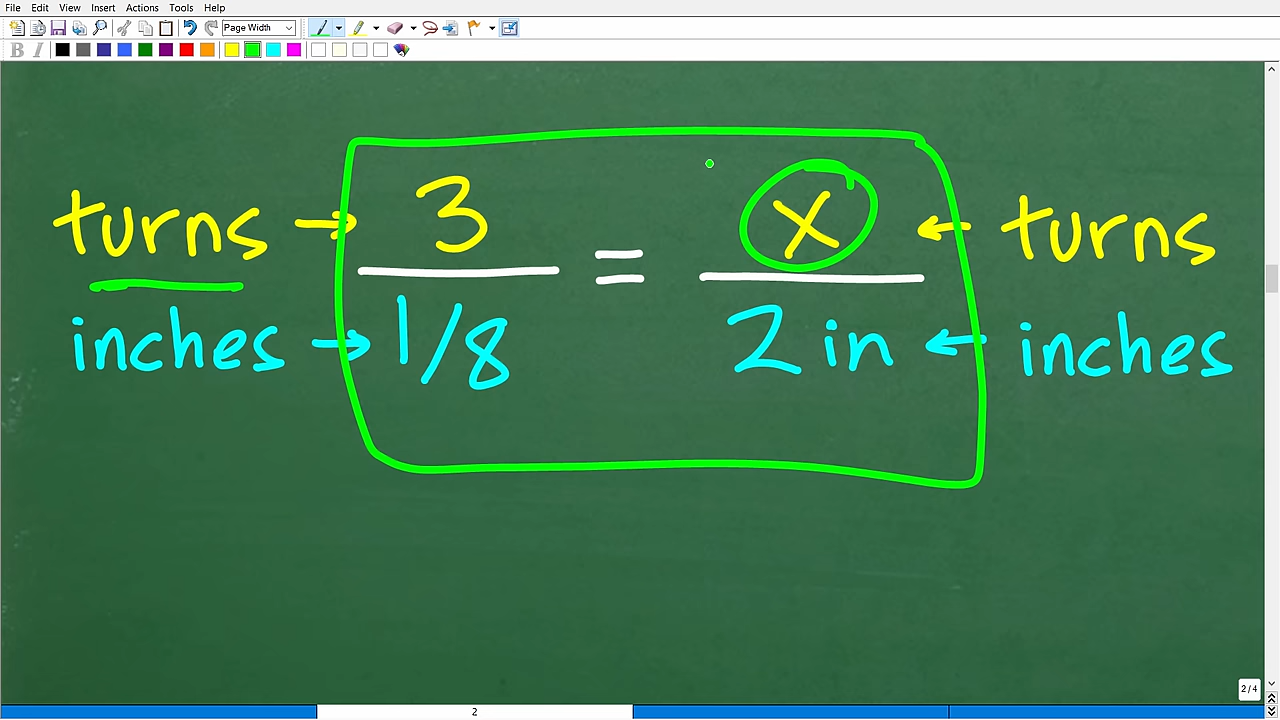 File Edit View Insert Actions Tools Help
Page Width
B I
turns → 3 = x ← turns
inches → 1/8 2 in ← inches
2/4
2